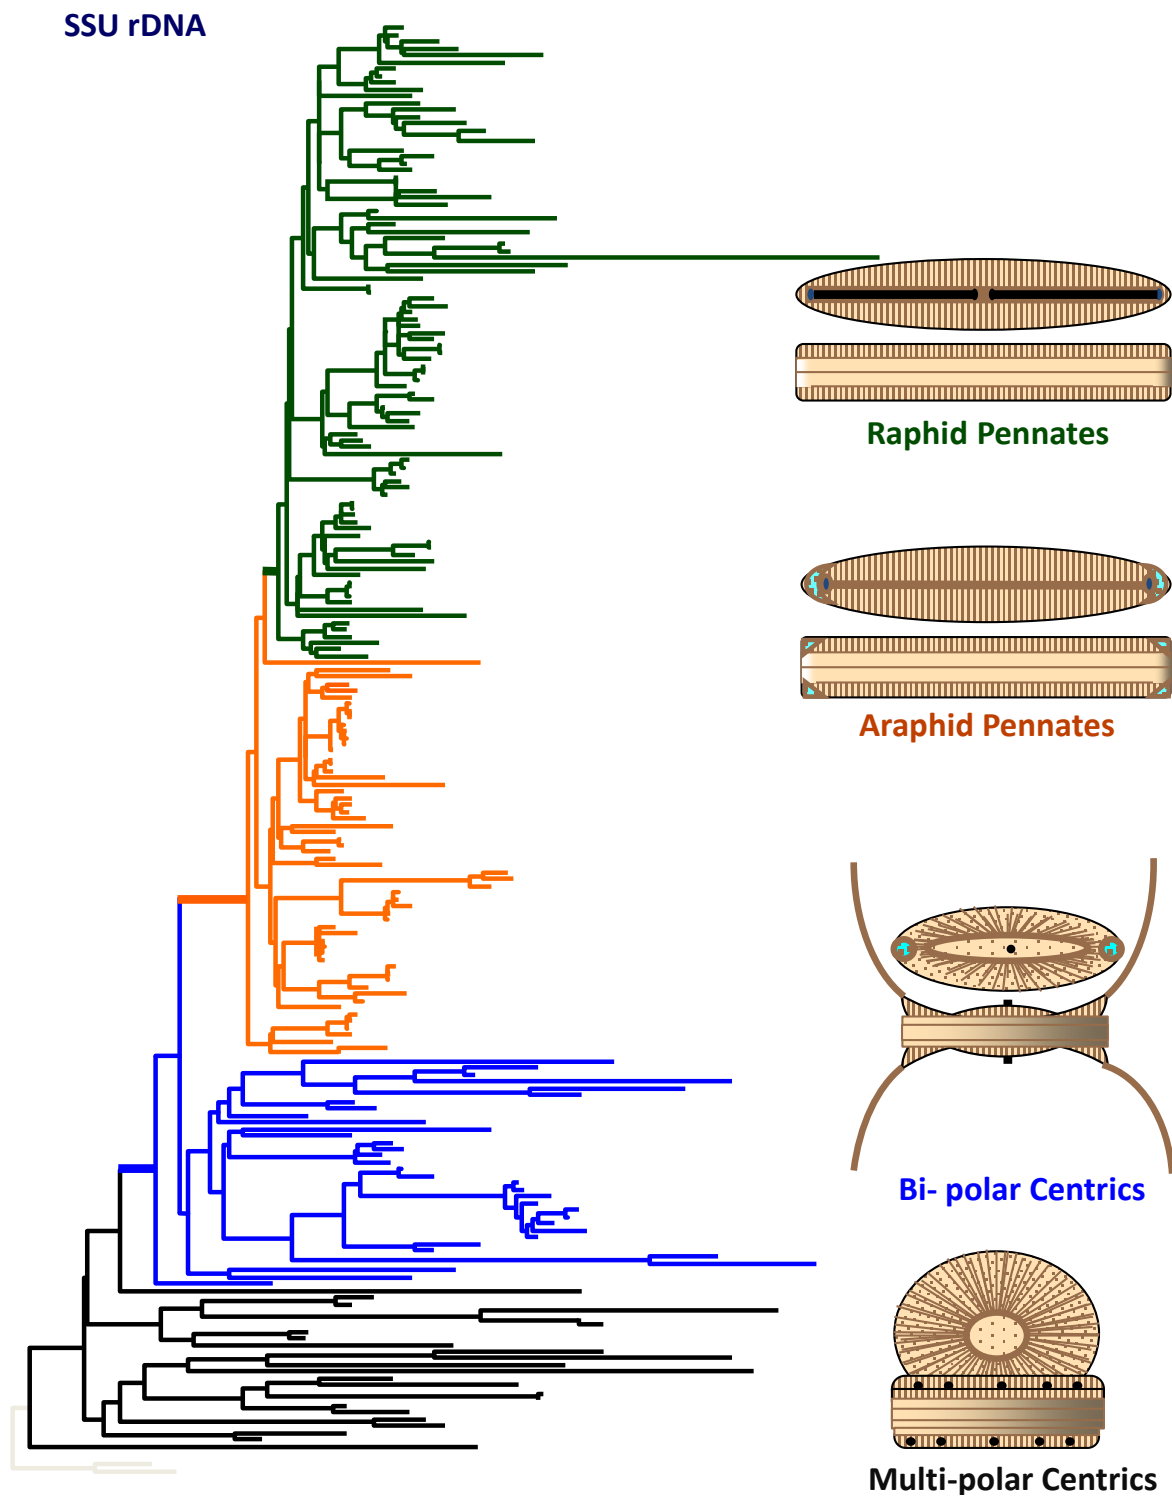 SSU rDNA
Raphid Pennates
Araphid Pennates
Bi- polar Centrics
Multi-polar Centrics